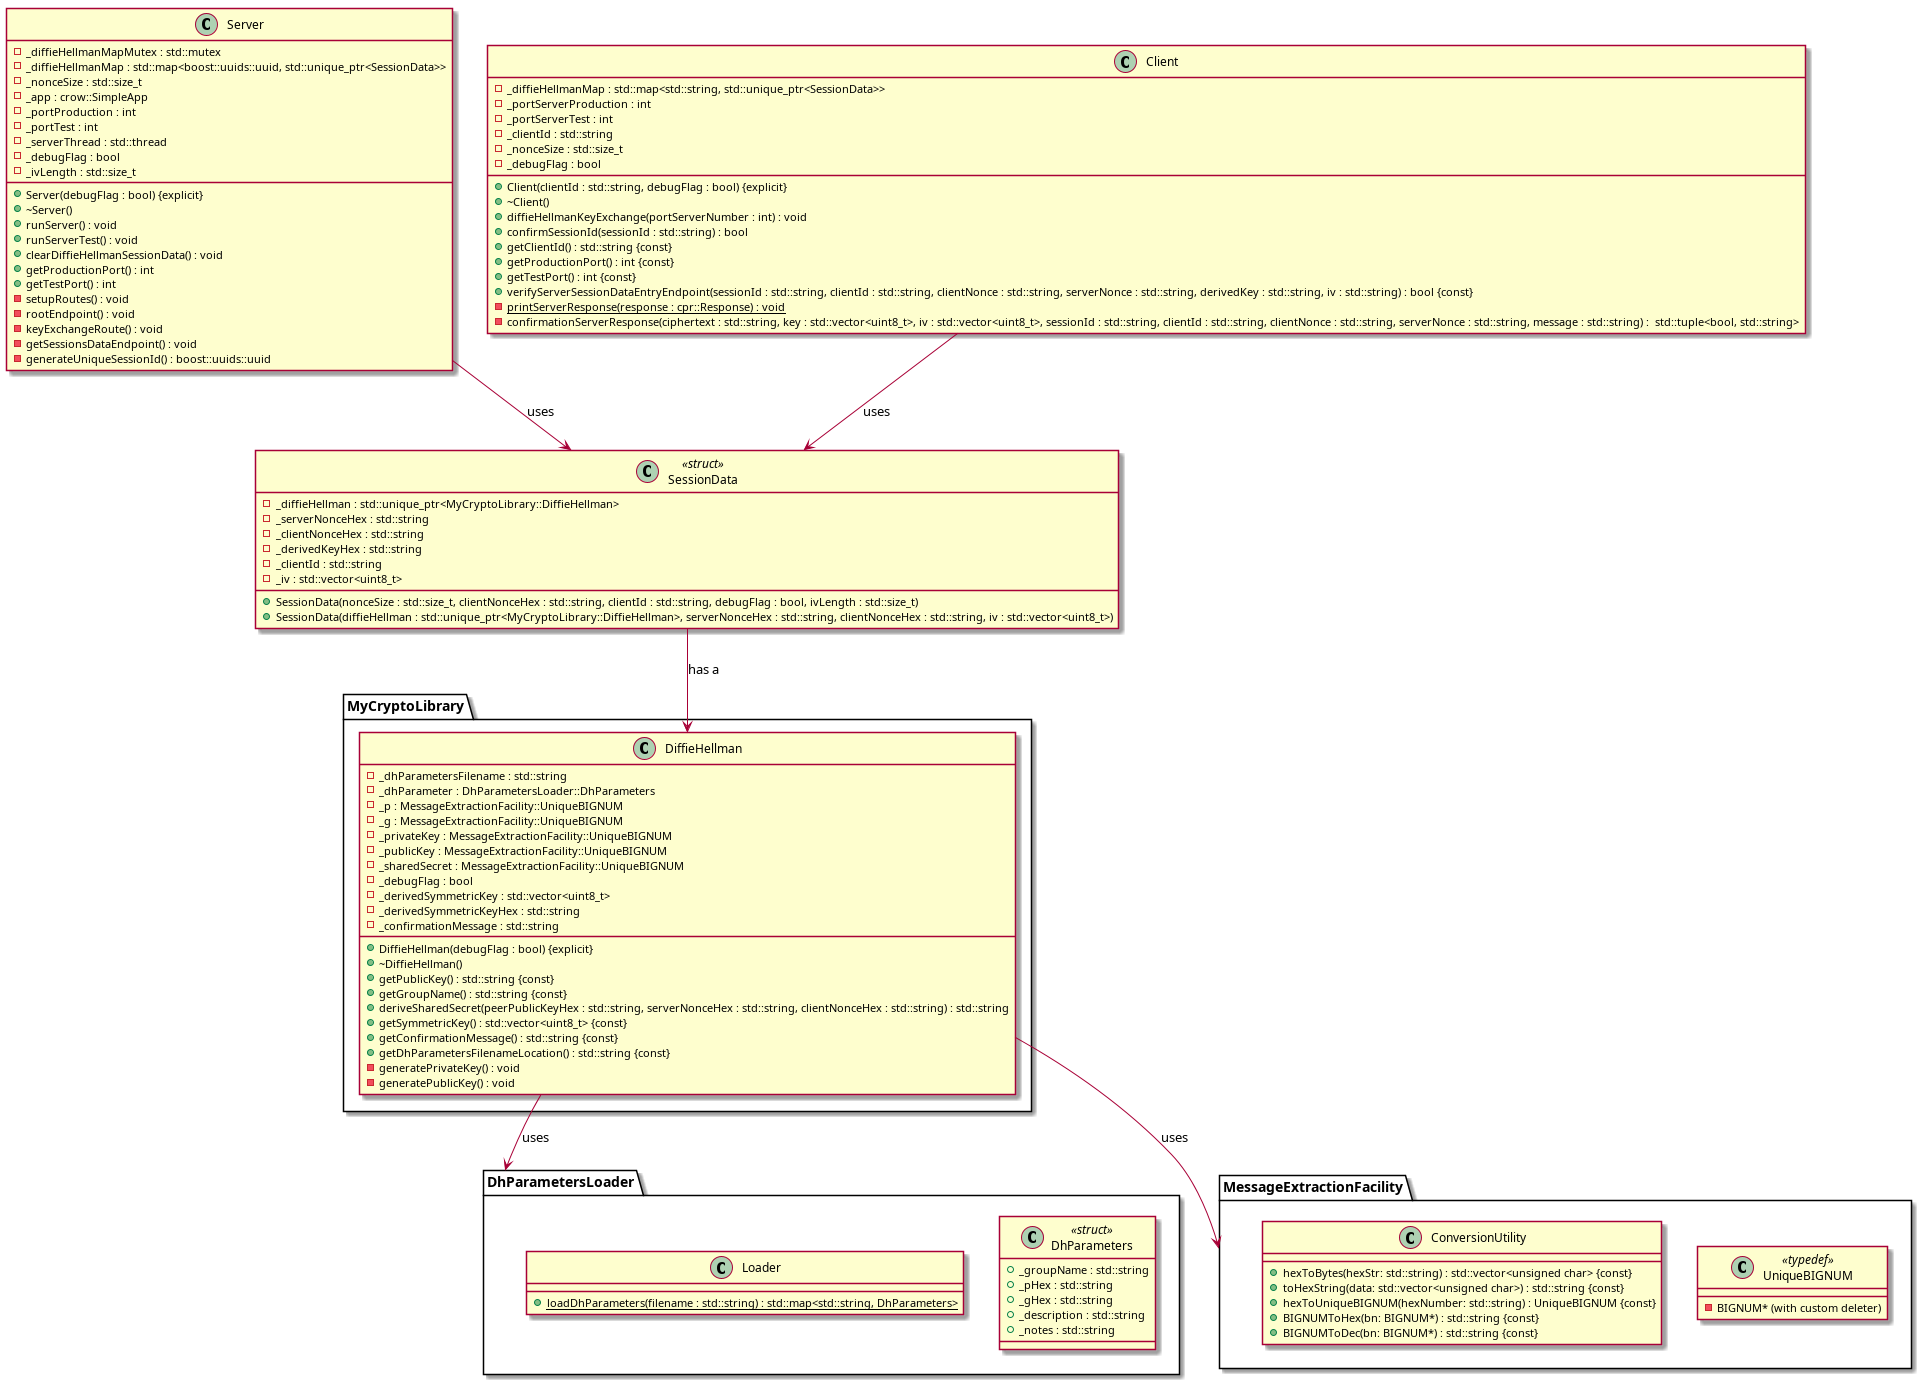 C Server
_diffieHellmanMapMutex : std::mutex
_diffieHellmanMap : std::map<boost::uuids::uuid, std::unique_ptr<SessionData>>
_nonceSize : std::size_t
_app : crow::SimpleApp
_portProduction : int
_portTest : int
_serverThread : std::thread
_debugFlag : bool
_ivLength : std::size_t
Server(debugFlag : bool) {explicit}
~Server()
runServer() : void
runServerTest() : void
clearDiffieHellmanSessionData() : void
getProductionPort() : int
getTestPort() : int
setupRoutes() : void
rootEndpoint() : void
keyExchangeRoute() : void
getSessionsDataEndpoint() : void
generateUniqueSessionId() : boost::uuids::uuid
C Client
_diffieHellmanMap : std::map<std::string, std::unique_ptr<SessionData>>
_portServerProduction : int
_portServerTest : int
_clientId : std::string
_nonceSize : std::size_t
_debugFlag : bool
Client(clientId : std::string, debugFlag : bool) {explicit}
~Client()
diffieHellmanKeyExchange(portServerNumber : int) : void
confirmSessionId(sessionId : std::string) : bool
getClientId() : std::string {const}
getProductionPort() : int {const}
getTestPort() : int {const}
verifyServerSessionDataEntryEndpoint(sessionId : std::string, clientId : std::string, clientNonce : std::string, serverNonce : std::string, derivedKey : std::string, iv : std::string) : bool {const}
printServerResponse(response : cpr::Response) : void
confirmationServerResponse(ciphertext : std::string, key : std::vector<uint8_t>, iv : std::vector<uint8_t>, sessionId : std::string, clientId : std::string, clientNonce : std::string, serverNonce : std::string, message : std::string) :  std::tuple<bool, std::string>
uses
uses
C «struct»
SessionData
_diffieHellman : std::unique_ptr<MyCryptoLibrary::DiffieHellman>
_serverNonceHex : std::string
_clientNonceHex : std::string
_derivedKeyHex : std::string
_clientId : std::string
_iv : std::vector<uint8_t>
SessionData(nonceSize : std::size_t, clientNonceHex : std::string, clientId : std::string, debugFlag : bool, ivLength : std::size_t)
SessionData(diffieHellman : std::unique_ptr<MyCryptoLibrary::DiffieHellman>, serverNonceHex : std::string, clientNonceHex : std::string, iv : std::vector<uint8_t>)
has a
MyCryptoLibrary
C DiffieHellman
_dhParametersFilename : std::string
_dhParameter : DhParametersLoader::DhParameters
_p : MessageExtractionFacility::UniqueBIGNUM
_g : MessageExtractionFacility::UniqueBIGNUM
_privateKey : MessageExtractionFacility::UniqueBIGNUM
_publicKey : MessageExtractionFacility::UniqueBIGNUM
_sharedSecret : MessageExtractionFacility::UniqueBIGNUM
_debugFlag : bool
_derivedSymmetricKey : std::vector<uint8_t>
_derivedSymmetricKeyHex : std::string
_confirmationMessage : std::string
DiffieHellman(debugFlag : bool) {explicit}
~DiffieHellman()
getPublicKey() : std::string {const}
getGroupName() : std::string {const}
deriveSharedSecret(peerPublicKeyHex : std::string, serverNonceHex : std::string, clientNonceHex : std::string) : std::string
getSymmetricKey() : std::vector<uint8_t> {const}
getConfirmationMessage() : std::string {const}
getDhParametersFilenameLocation() : std::string {const}
generatePrivateKey() : void
generatePublicKey() : void
uses
uses
DhParametersLoader
C Loader
loadDhParameters(filename : std::string) : std::map<std::string, DhParameters>
C «struct»
DhParameters
_groupName : std::string
_pHex : std::string
_gHex : std::string
_description : std::string
_notes : std::string
MessageExtractionFacility
C ConversionUtility
hexToBytes(hexStr: std::string) : std::vector<unsigned char> {const}
toHexString(data: std::vector<unsigned char>) : std::string {const}
hexToUniqueBIGNUM(hexNumber: std::string) : UniqueBIGNUM {const}
BIGNUMToHex(bn: BIGNUM*) : std::string {const}
BIGNUMToDec(bn: BIGNUM*) : std::string {const}
C «typedef»
UniqueBIGNUM
BIGNUM* (with custom deleter)